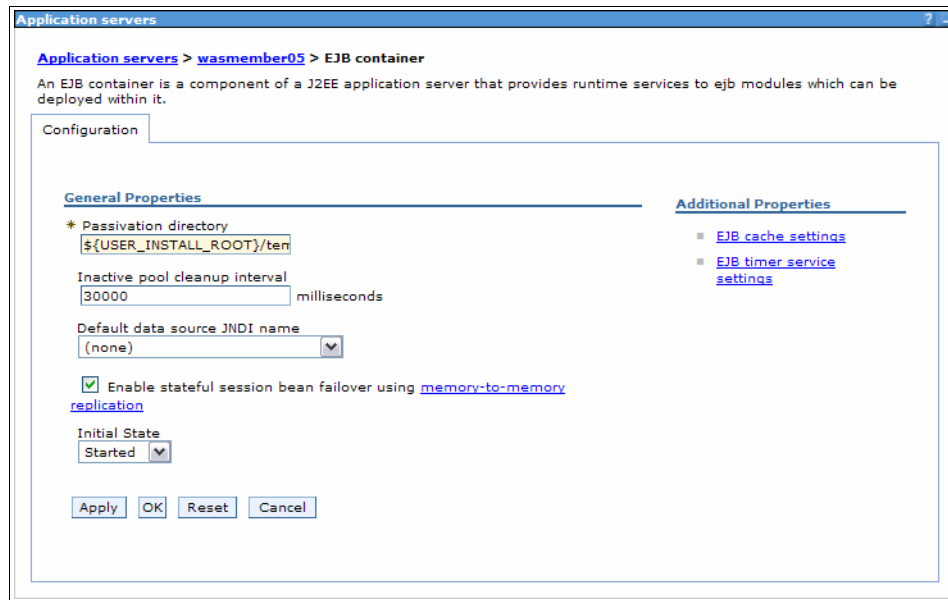 Application servers
?
Application servers > wasmember05 > EJB container
An EJB container is a component of a J2EE application server that provides runtime services to ejb modules which can be
deployed within it.
Configuration
General Properties
* Passivation directory
${USER_INSTALL_ROOT}/tem
Inactive pool cleanup interval
30000 milliseconds
Default data source JNDI name
(none)
Enable stateful session bean failover using memory-to-memory
replication
Initial State
Started
Apply OK Reset Cancel
Additional Properties
EJB cache settings
EJB timer service
settings